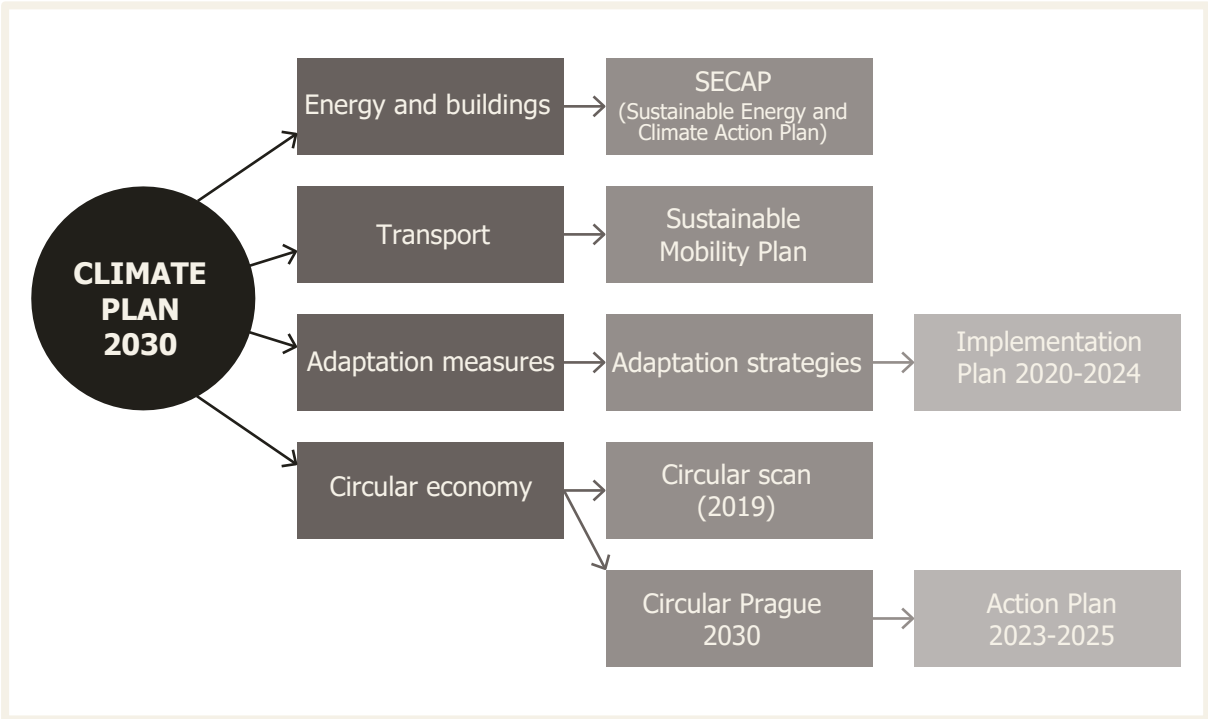 CLIMATE
PLAN
2030
Energy and buildings
SECAP
(Sustainable Energy and
Climate Action Plan)
Transport
Sustainable
Mobility Plan
Adaptation measures
Adaptation strategies
Implementation
Plan 2020-2024
Circular economy
Circular scan
(2019)
Circular Prague
2030
Action Plan
2023-2025